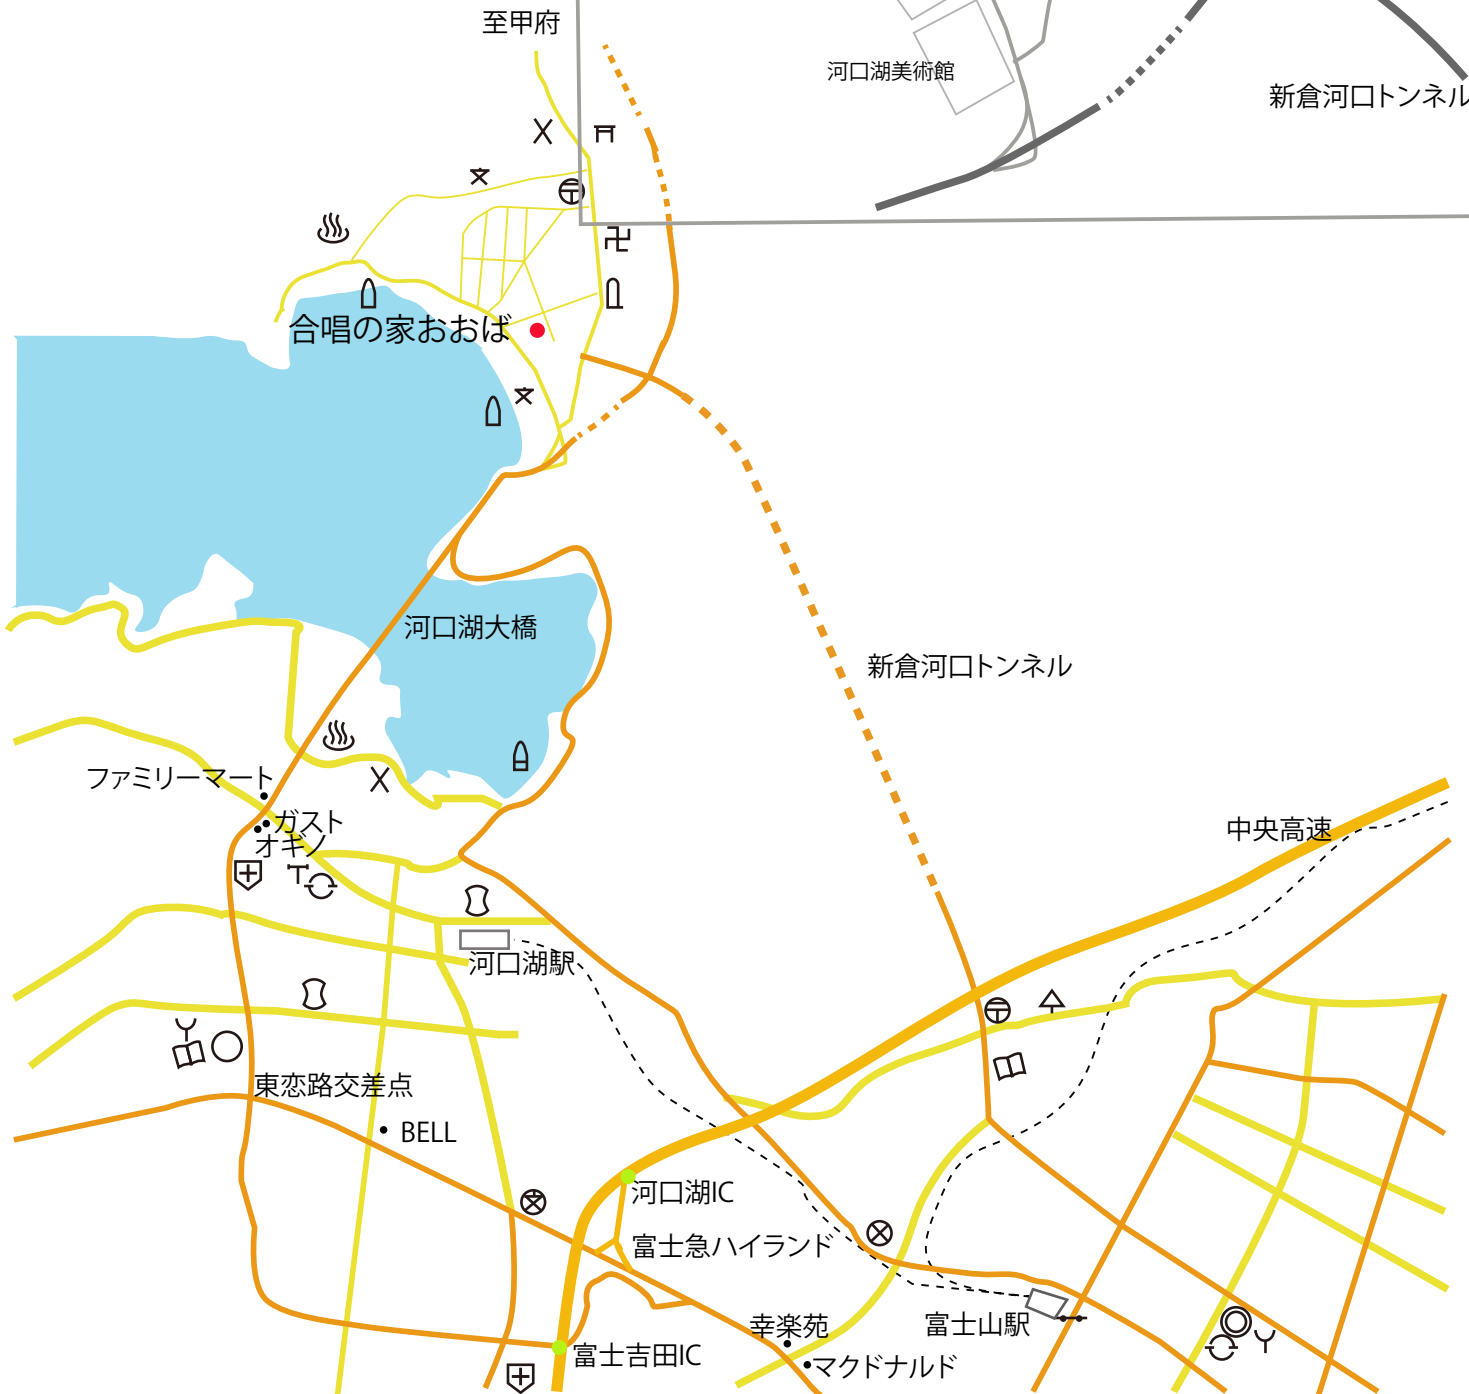 至甲府
河口湖美術館
新倉河口トンネル
合唱の家おおば
河口湖大橋
新倉河口トンネル
ファミリーマート
ガスト
オギノ
中央高速
河口湖駅
東恋路交差点
BELL
河口湖IC
富士急ハイランド
幸楽苑
富士山駅
富士吉田IC
マクドナルド